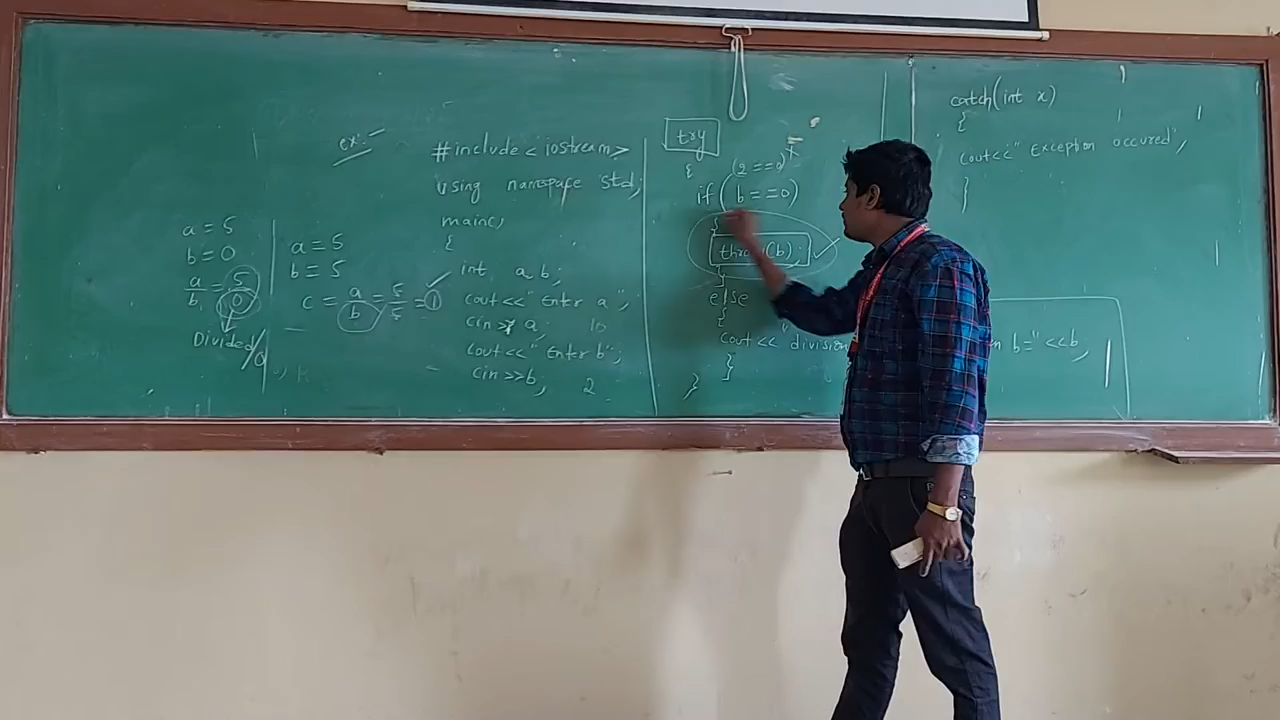 ex:-
a = 5
b = 0
a/b = 5/0
Divided/0
a = 5
b = 5
c = a/b = 5/5 = 1
#include<iostream>
using namespace std;
main()
{
int a b;
cout<<"Enter a";
cin>> a; 10
cout<<"Enter b";
cin>>b, 2
try
{
(2 ==0) x
if ( b ==0)
{
throw(b);
}
else
{
cout<< "division b=" <<b,
}
}
catch(int x)
{
cout<<" Exception occured",
}